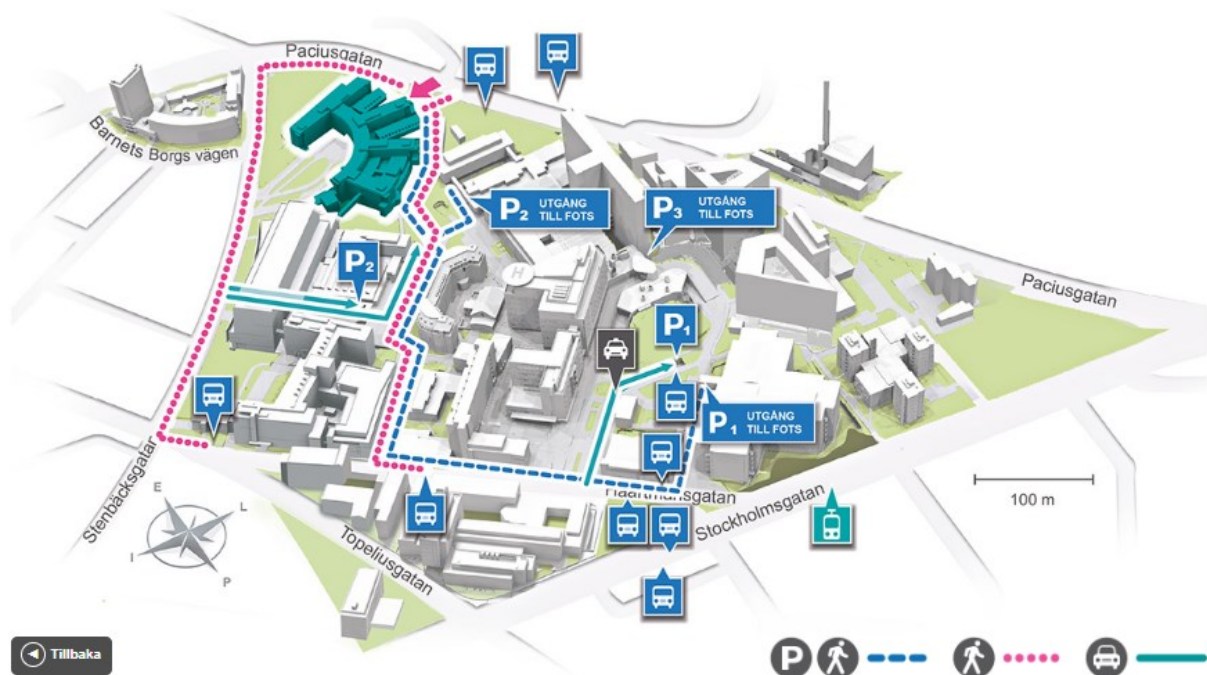 Paciusgatan
Barnets Borgs vägen
P2 UTGÅNG
TILL FOTS
P3 UTGÅNG
TILL FOTS
P2
H
Paciusgatan
P1
P1 UTGÅNG
TILL FOTS
Stenbäcksgatan
Haartmansgatan
Stockholmsgatan
100 m
Topeliusgatan
E
L
I
P
Tillbaka
P